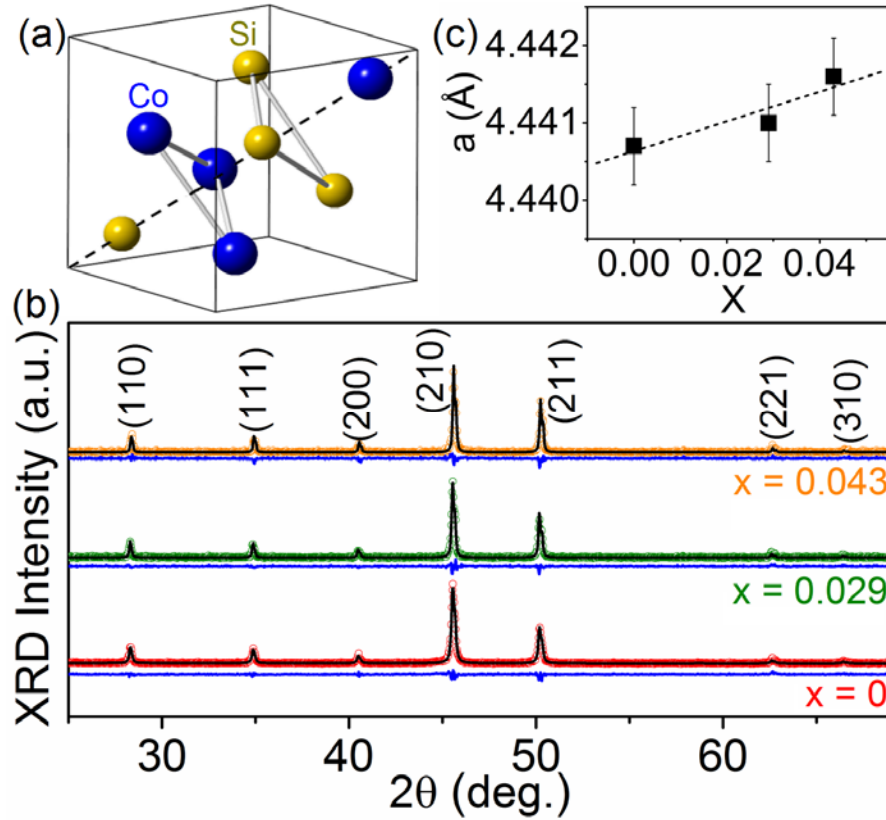 (a)
Si
Co
(c)
4.442
4.441
4.440
a (Å)
0.00 0.02 0.04
X
(b)
XRD Intensity (a.u.)
(110) (111) (200) (210) (211) (221) (310)
x = 0.043
x = 0.029
x = 0
30 40 50 60
2θ (deg.)